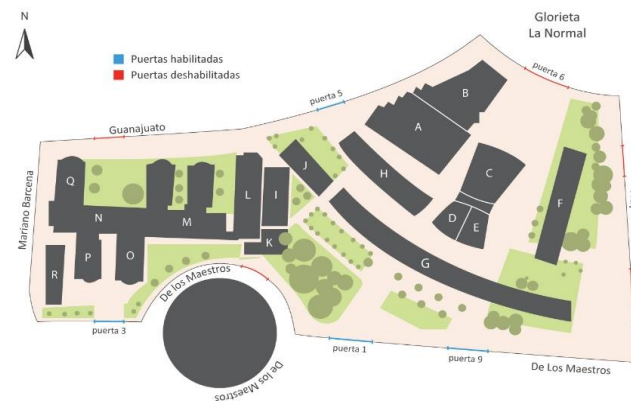 N
Glorieta
La Normal
Puertas habilitadas
Puertas deshabilitadas
puerta 6
puerta 5
B
A
Guanajuato
C
J
H
Q
L
I
F
Mariano Barcena
N
M
D
E
K
P
O
G
R
De los Maestros
puerta 3
De los Maestros
puerta 1
puerta 9
De Los Maestros